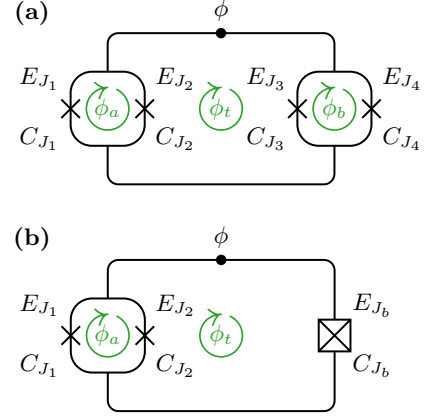 (a)
ϕ
E_{J_1} E_{J_2} E_{J_3} E_{J_4}
ϕ_a ϕ_t ϕ_b
C_{J_1} C_{J_2} C_{J_3} C_{J_4}
(b)
ϕ
E_{J_1} E_{J_2} E_{J_b}
ϕ_a ϕ_t
C_{J_1} C_{J_2} C_{J_b}